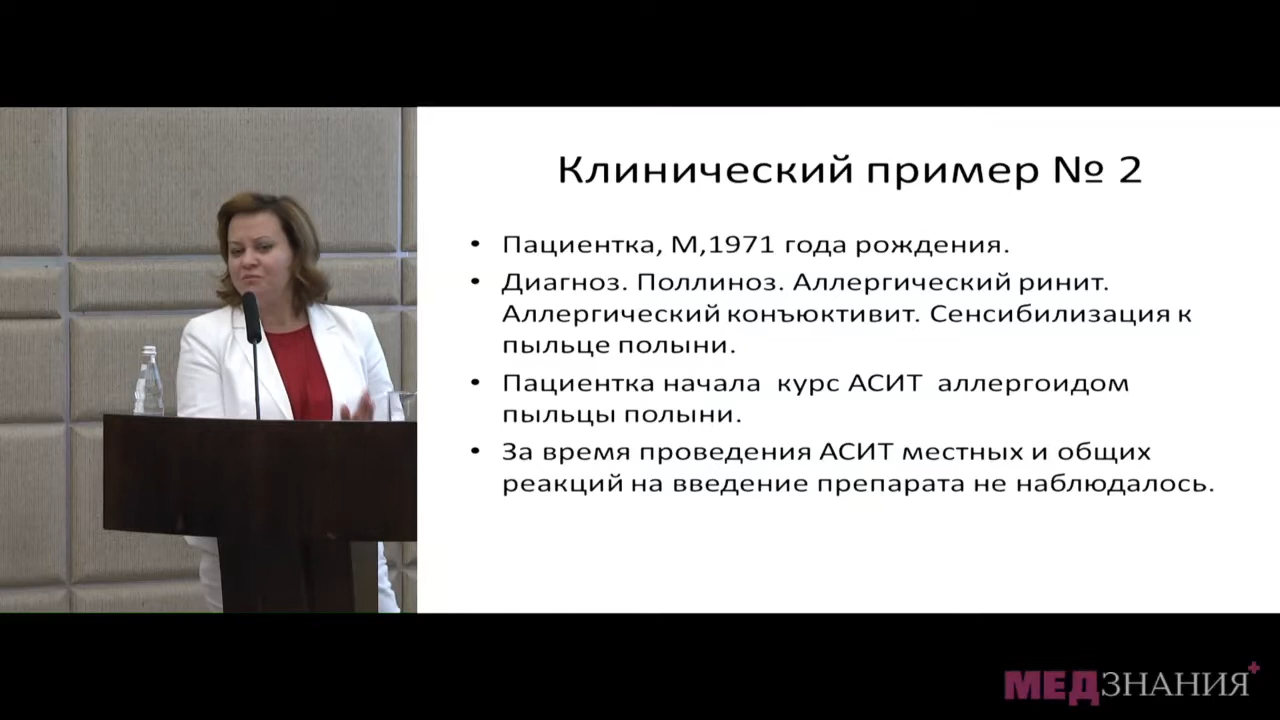 Клинический пример № 2
• Пациентка, М,1971 года рождения.
• Диагноз. Поллиноз. Аллергический ринит.
Аллергический конъюктивит. Сенсибилизация к
пыльце полыни.
• Пациентка начала курс АСИТ аллергоидом
пыльцы полыни.
• За время проведения АСИТ местных и общих
реакций на введение препарата не наблюдалось.
МЕДЗНАНИЯ+